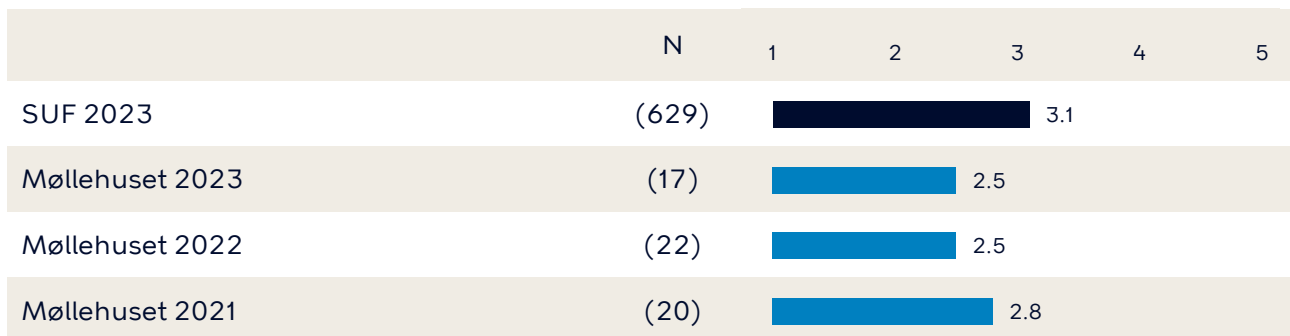 N 1 2 3 4 5
SUF 2023 (629) 3.1
Møllehuset 2023 (17) 2.5
Møllehuset 2022 (22) 2.5
Møllehuset 2021 (20) 2.8